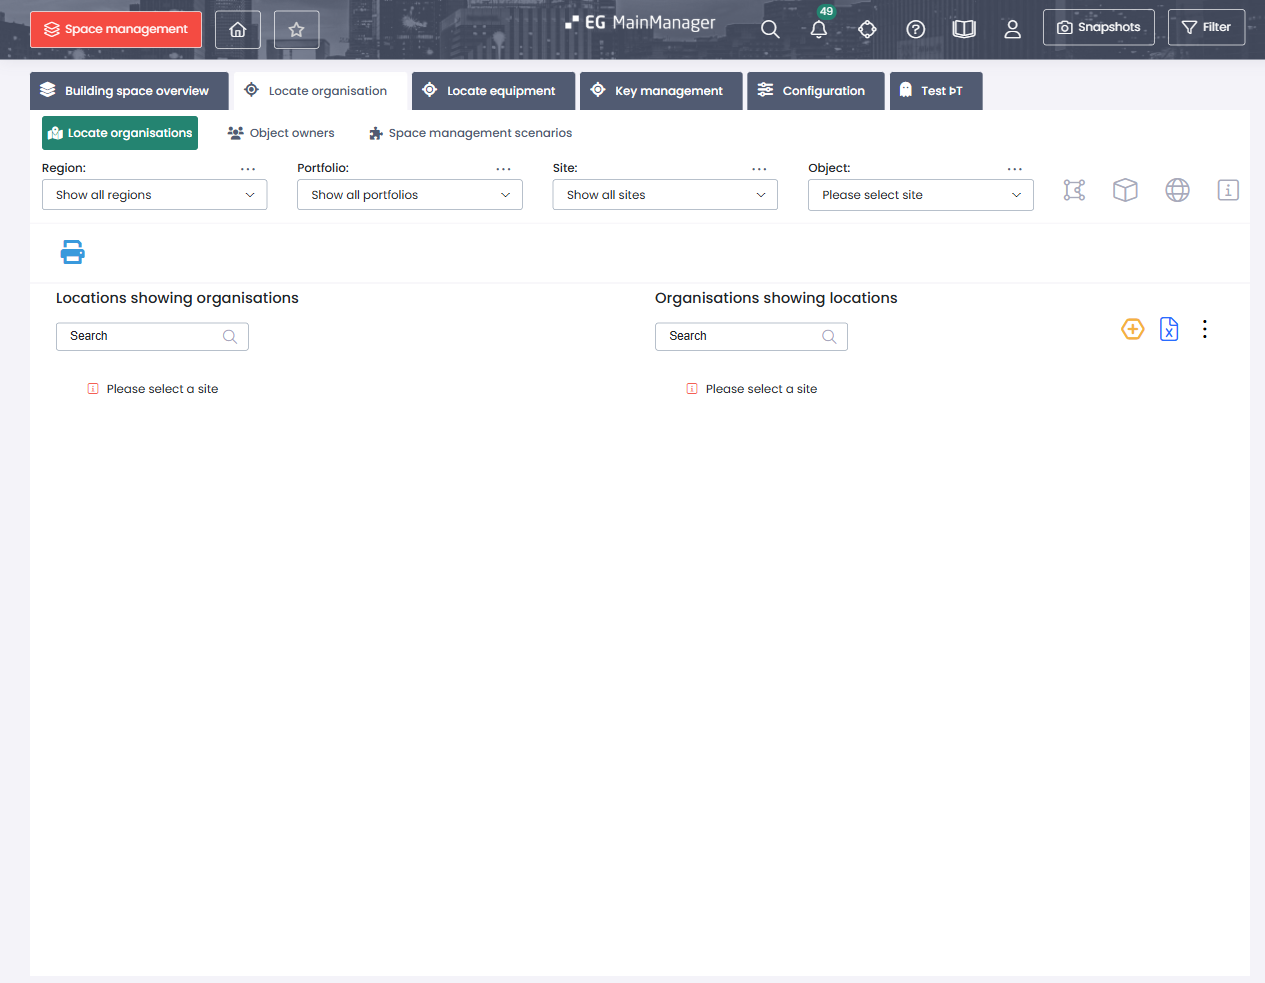 Space management
EG MainManager
49
Snapshots
Filter
Building space overview
Locate organisation
Locate equipment
Key management
Configuration
Test ÞT
Locate organisations
Object owners
Space management scenarios
Region:
Portfolio:
Site:
Object:
Show all regions
Show all portfolios
Show all sites
Please select site
Locations showing organisations
Organisations showing locations
Search
Search
Please select a site
Please select a site